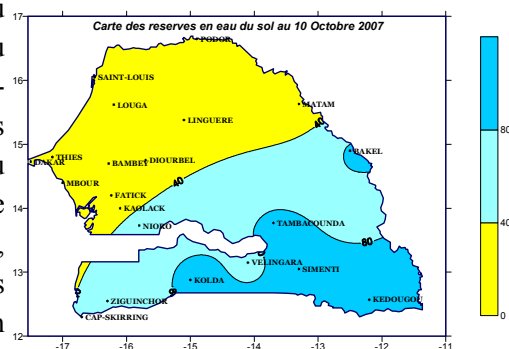 Carte des reserves en eau du sol au 10 Octobre 2007
17
PODOR
16
SAINT-LOUIS
80
LOUGA
MATAM
LINGUERE
40
15
THIES
DAKAR
BAMBEY
DIOURBEL
BAKEL
MBOUR
40
FATICK
14
KAOLACK
NIORO
TAMBACOUNDA
80
40
13
VELINGARA
SIMENTI
KOLDA
ZIGUINCHOR
KEDOUGOU
CAP-SKIRRING
0
12
-17
-16
-15
-14
-13
-12
-11